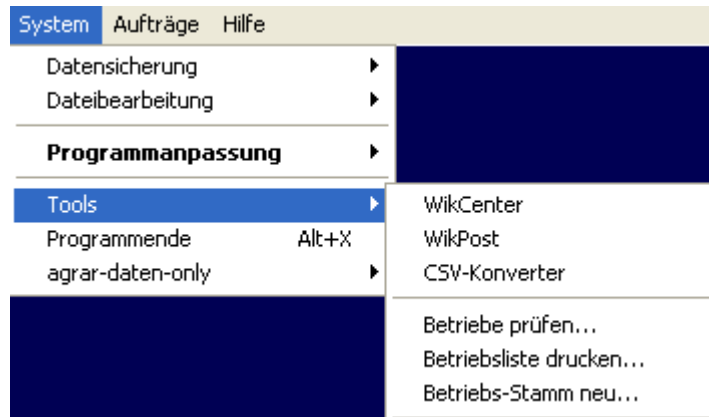 System Aufträge Hilfe
Datensicherung
Dateibearbeitung
Programmanpassung
Tools
Programmende Alt+X
agrar-daten-only
WikCenter
WikPost
CSV-Konverter
Betriebe prüfen...
Betriebsliste drucken...
Betriebs-Stamm neu...